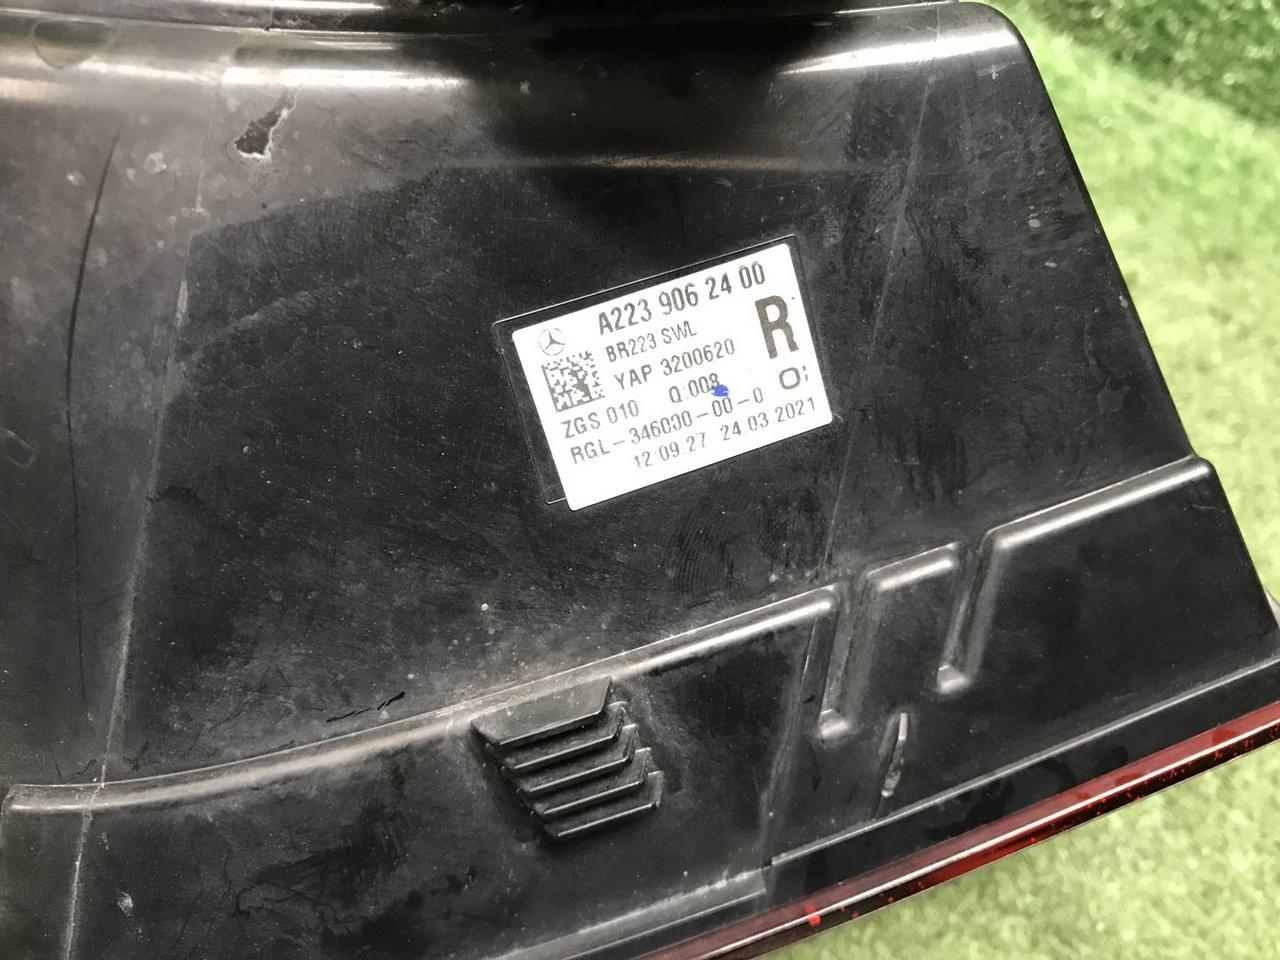 A223 906 24 00
BR223 SWL
R
YAP 3200620
ZGS 010 Q:008
RGL-346000-00-0
12:09:27 24.03.2021